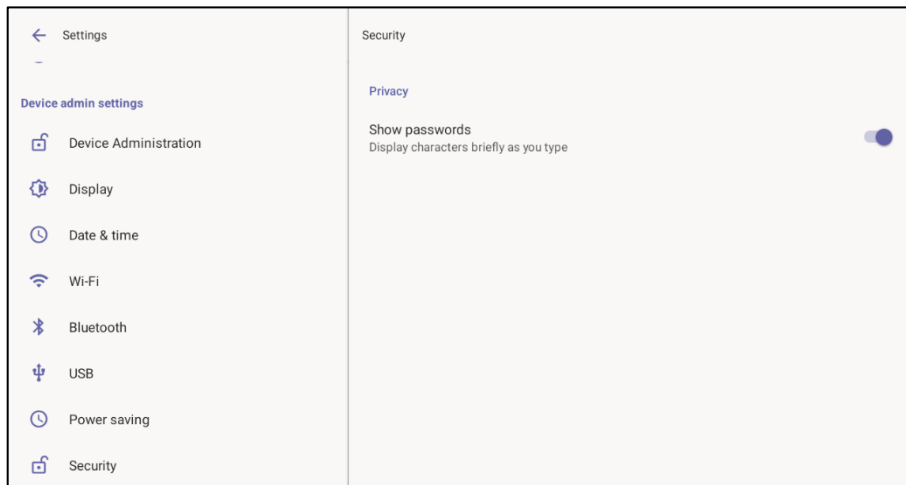 Settings
Device admin settings
Device Administration
Display
Date & time
Wi-Fi
Bluetooth
USB
Power saving
Security
Security
Privacy
Show passwords
Display characters briefly as you type